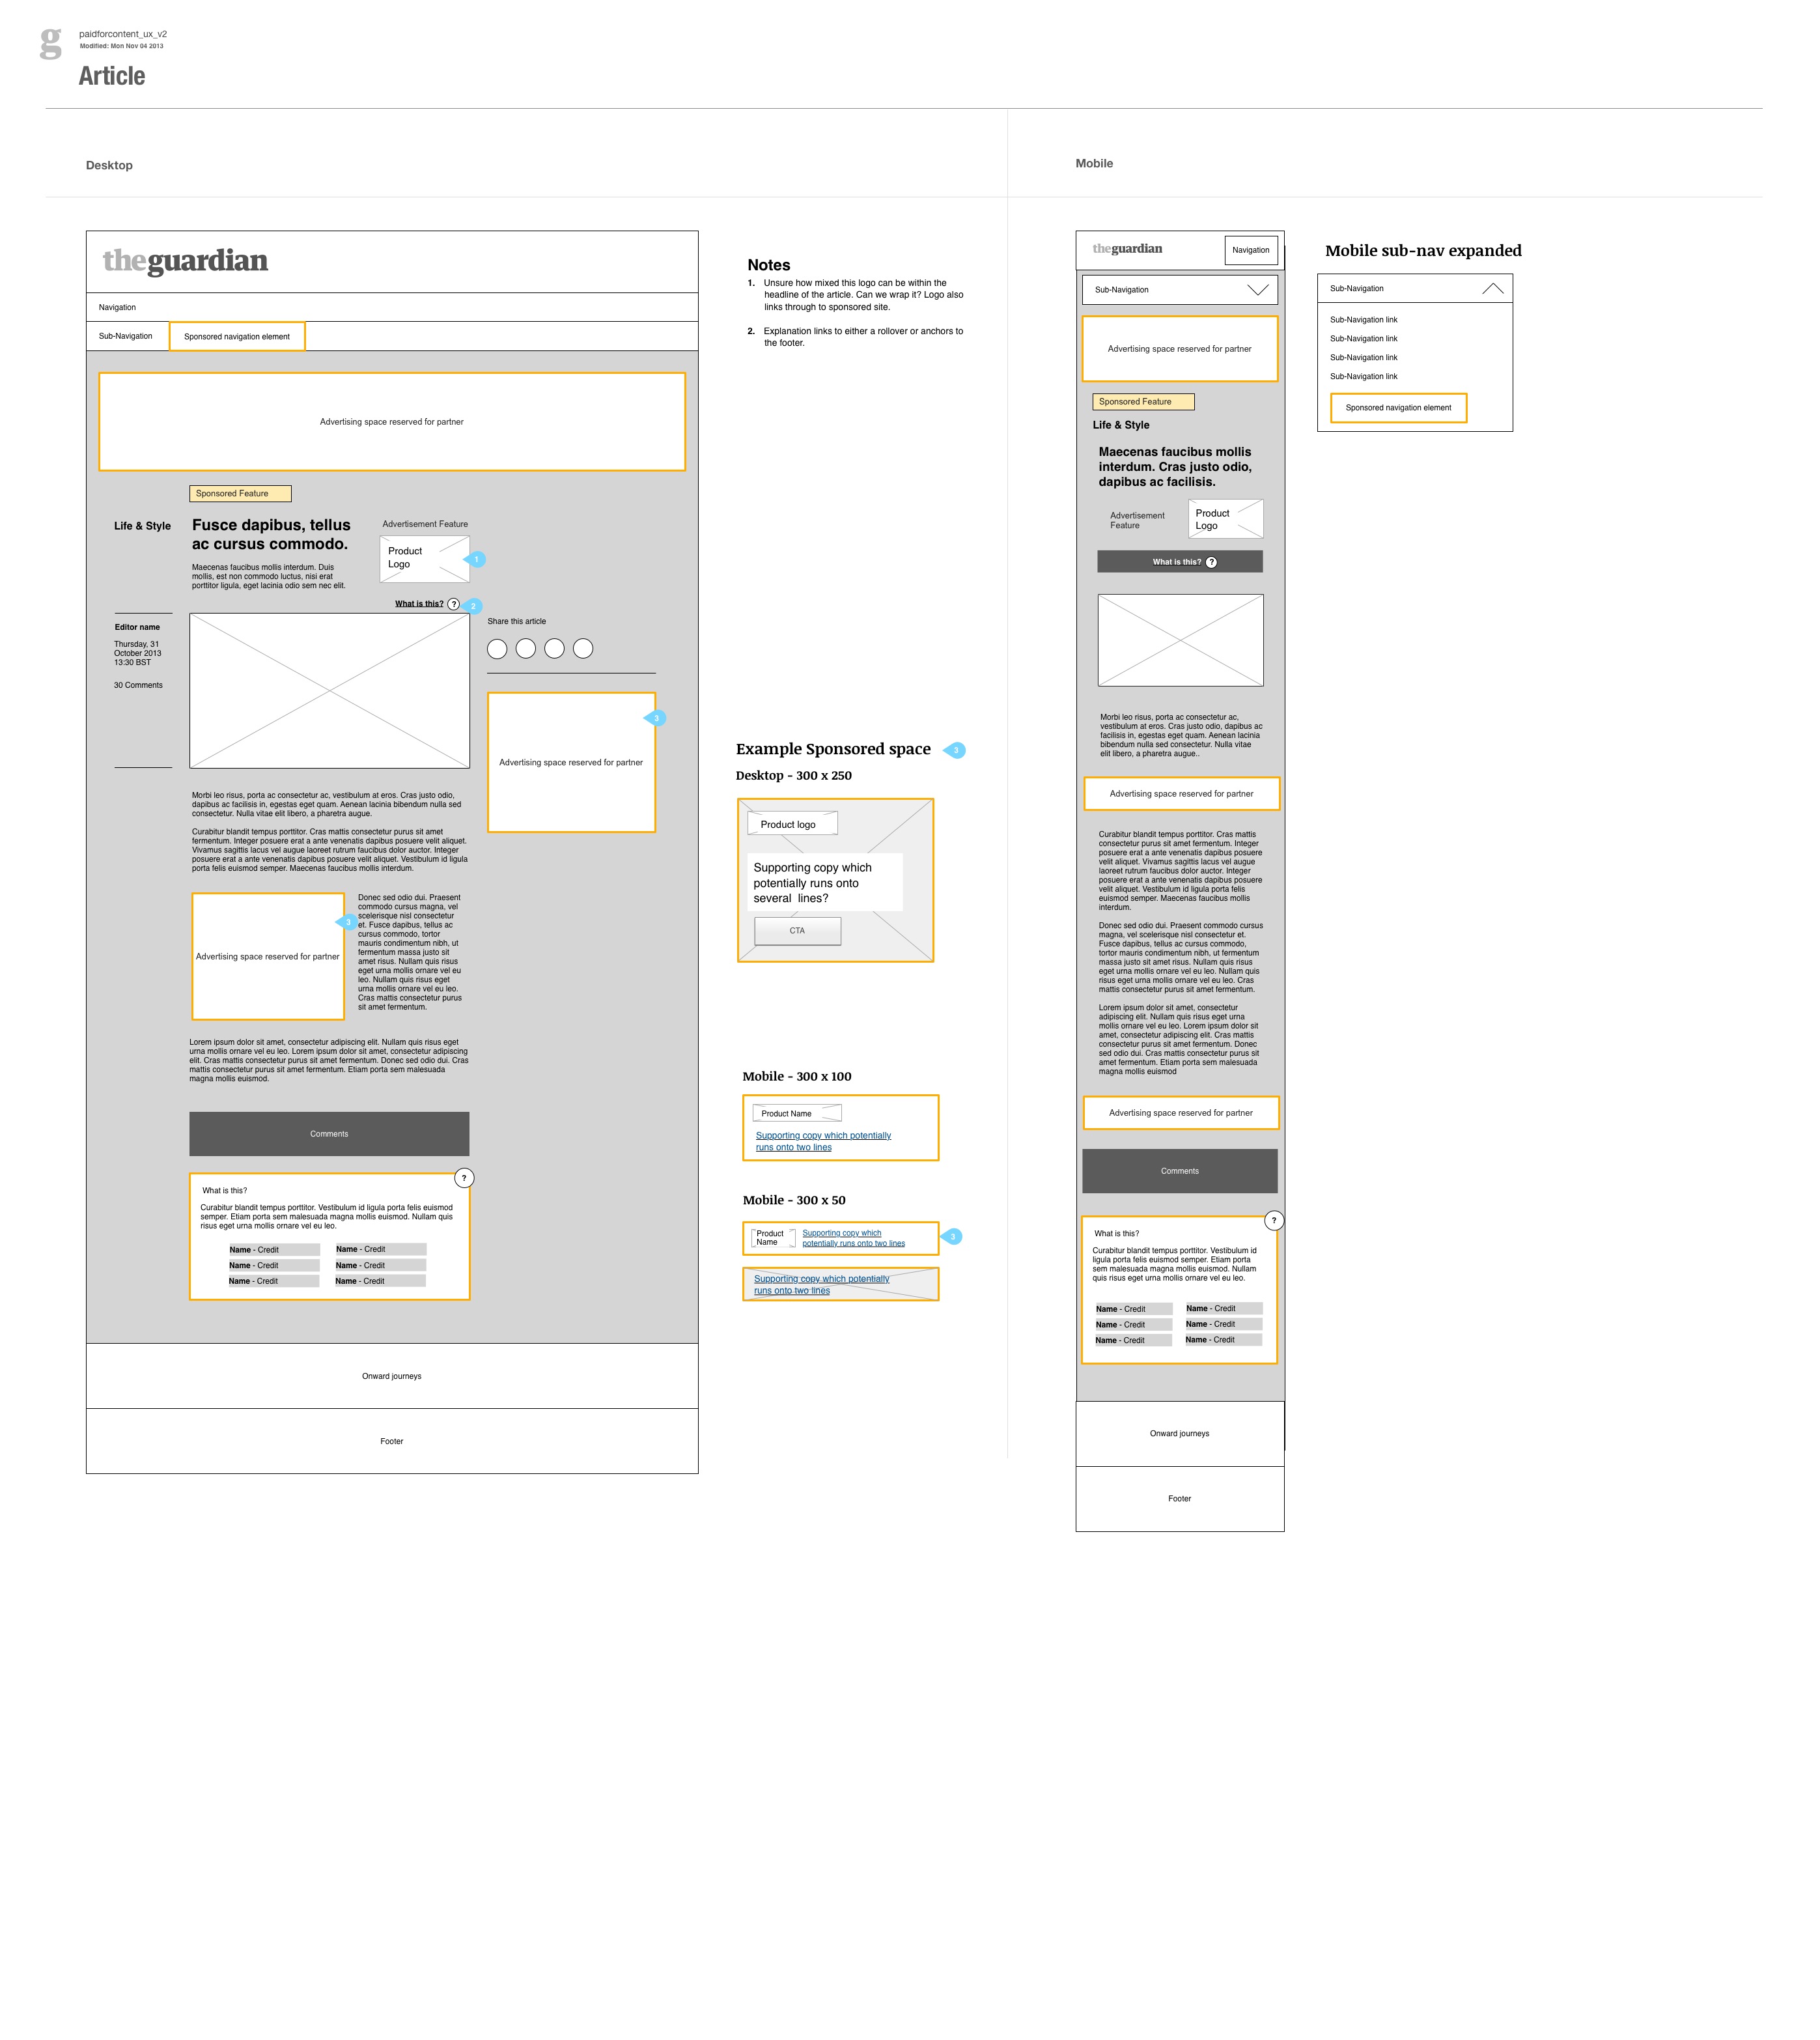 g
paidforcontent_ux_v2
Modified: Mon Nov 04 2013
Article
Desktop
theguardian
Navigation
Sub-Navigation
Sponsored navigation element
Advertising space reserved for partner
Sponsored Feature
Life & Style
Fusce dapibus, tellus
ac cursus commodo.
Maecenas faucibus mollis interdum. Duis
mollis, est non commodo luctus, nisi erat
porttitor ligula, eget lacinia odio sem nec elit.
Advertisement Feature
Product
Logo
1
What is this? ?
2
Editor name
Thursday, 31
October 2013
13:30 BST
30 Comments
Share this article
3
Advertising space reserved for partner
Morbi leo risus, porta ac consectetur ac, vestibulum at eros. Cras justo odio,
dapibus ac facilisis in, egestas eget quam. Aenean lacinia bibendum nulla sed
consectetur. Nulla vitae elit libero, a pharetra augue.
Curabitur blandit tempus porttitor. Cras mattis consectetur purus sit amet
fermentum. Integer posuere erat a ante venenatis dapibus posuere velit aliquet.
Vivamus sagittis lacus vel augue laoreet rutrum faucibus dolor auctor. Integer
posuere erat a ante venenatis dapibus posuere velit aliquet. Vestibulum id ligula
porta felis euismod semper. Maecenas faucibus mollis interdum.
3
Advertising space reserved for partner
Donec sed odio dui. Praesent
commodo cursus magna, vel
scelerisque nisl consectetur
et. Fusce dapibus, tellus ac
cursus commodo, tortor
mauris condimentum nibh, ut
fermentum massa justo sit
amet risus. Nullam quis risus
eget urna mollis ornare vel eu
leo. Nullam quis risus eget
urna mollis ornare vel eu leo.
Cras mattis consectetur purus
sit amet fermentum.
Lorem ipsum dolor sit amet, consectetur adipiscing elit. Nullam quis risus eget
urna mollis ornare vel eu leo. Lorem ipsum dolor sit amet, consectetur adipiscing
elit. Cras mattis consectetur purus sit amet fermentum. Donec sed odio dui. Cras
mattis consectetur purus sit amet fermentum. Etiam porta sem malesuada
magna mollis euismod.
Comments
?
What is this?
Curabitur blandit tempus porttitor. Vestibulum id ligula porta felis euismod
semper. Etiam porta sem malesuada magna mollis euismod. Nullam quis
risus eget urna mollis ornare vel eu leo.
Name - Credit
Name - Credit
Name - Credit
Name - Credit
Name - Credit
Name - Credit
Onward journeys
Footer
Notes
1. Unsure how mixed this logo can be within the
headline of the article. Can we wrap it? Logo also
links through to sponsored site.
2. Explanation links to either a rollover or anchors to
the footer.
Example Sponsored space
3
Desktop - 300 x 250
Product logo
Supporting copy which
potentially runs onto
several lines?
CTA
Mobile - 300 x 100
Product Name
Supporting copy which potentially
runs onto two lines
Mobile - 300 x 50
Product
Name
Supporting copy which
potentially runs onto two lines
3
Supporting copy which potentially
runs onto two lines
Mobile
theguardian
Navigation
Sub-Navigation
Advertising space reserved for partner
Sponsored Feature
Life & Style
Maecenas faucibus mollis
interdum. Cras justo odio,
dapibus ac facilisis.
Advertisement
Feature
Product
Logo
What is this? ?
Morbi leo risus, porta ac consectetur ac,
vestibulum at eros. Cras justo odio, dapibus ac
facilisis in, egestas eget quam. Aenean lacinia
bibendum nulla sed consectetur. Nulla vitae
elit libero, a pharetra augue..
Advertising space reserved for partner
Curabitur blandit tempus porttitor. Cras mattis
consectetur purus sit amet fermentum. Integer
posuere erat a ante venenatis dapibus posuere
velit aliquet. Vivamus sagittis lacus vel augue
laoreet rutrum faucibus dolor auctor. Integer
posuere erat a ante venenatis dapibus posuere
velit aliquet. Vestibulum id ligula porta felis
euismod semper. Maecenas faucibus mollis
interdum.
Donec sed odio dui. Praesent commodo cursus
magna, vel scelerisque nisl consectetur et.
Fusce dapibus, tellus ac cursus commodo,
tortor mauris condimentum nibh, ut fermentum
massa justo sit amet risus. Nullam quis risus
eget urna mollis ornare vel eu leo. Nullam quis
risus eget urna mollis ornare vel eu leo. Cras
mattis consectetur purus sit amet fermentum.
Lorem ipsum dolor sit amet, consectetur
adipiscing elit. Nullam quis risus eget urna
mollis ornare vel eu leo. Lorem ipsum dolor sit
amet, consectetur adipiscing elit. Cras mattis
consectetur purus sit amet fermentum. Donec
sed odio dui. Cras mattis consectetur purus sit
amet fermentum. Etiam porta sem malesuada
magna mollis euismod
Advertising space reserved for partner
Comments
?
What is this?
Curabitur blandit tempus porttitor. Vestibulum id
ligula porta felis euismod semper. Etiam porta
sem malesuada magna mollis euismod. Nullam
quis risus eget urna mollis ornare vel eu leo.
Name - Credit
Name - Credit
Name - Credit
Name - Credit
Name - Credit
Name - Credit
Onward journeys
Footer
Mobile sub-nav expanded
Sub-Navigation
Sub-Navigation link
Sub-Navigation link
Sub-Navigation link
Sub-Navigation link
Sponsored navigation element